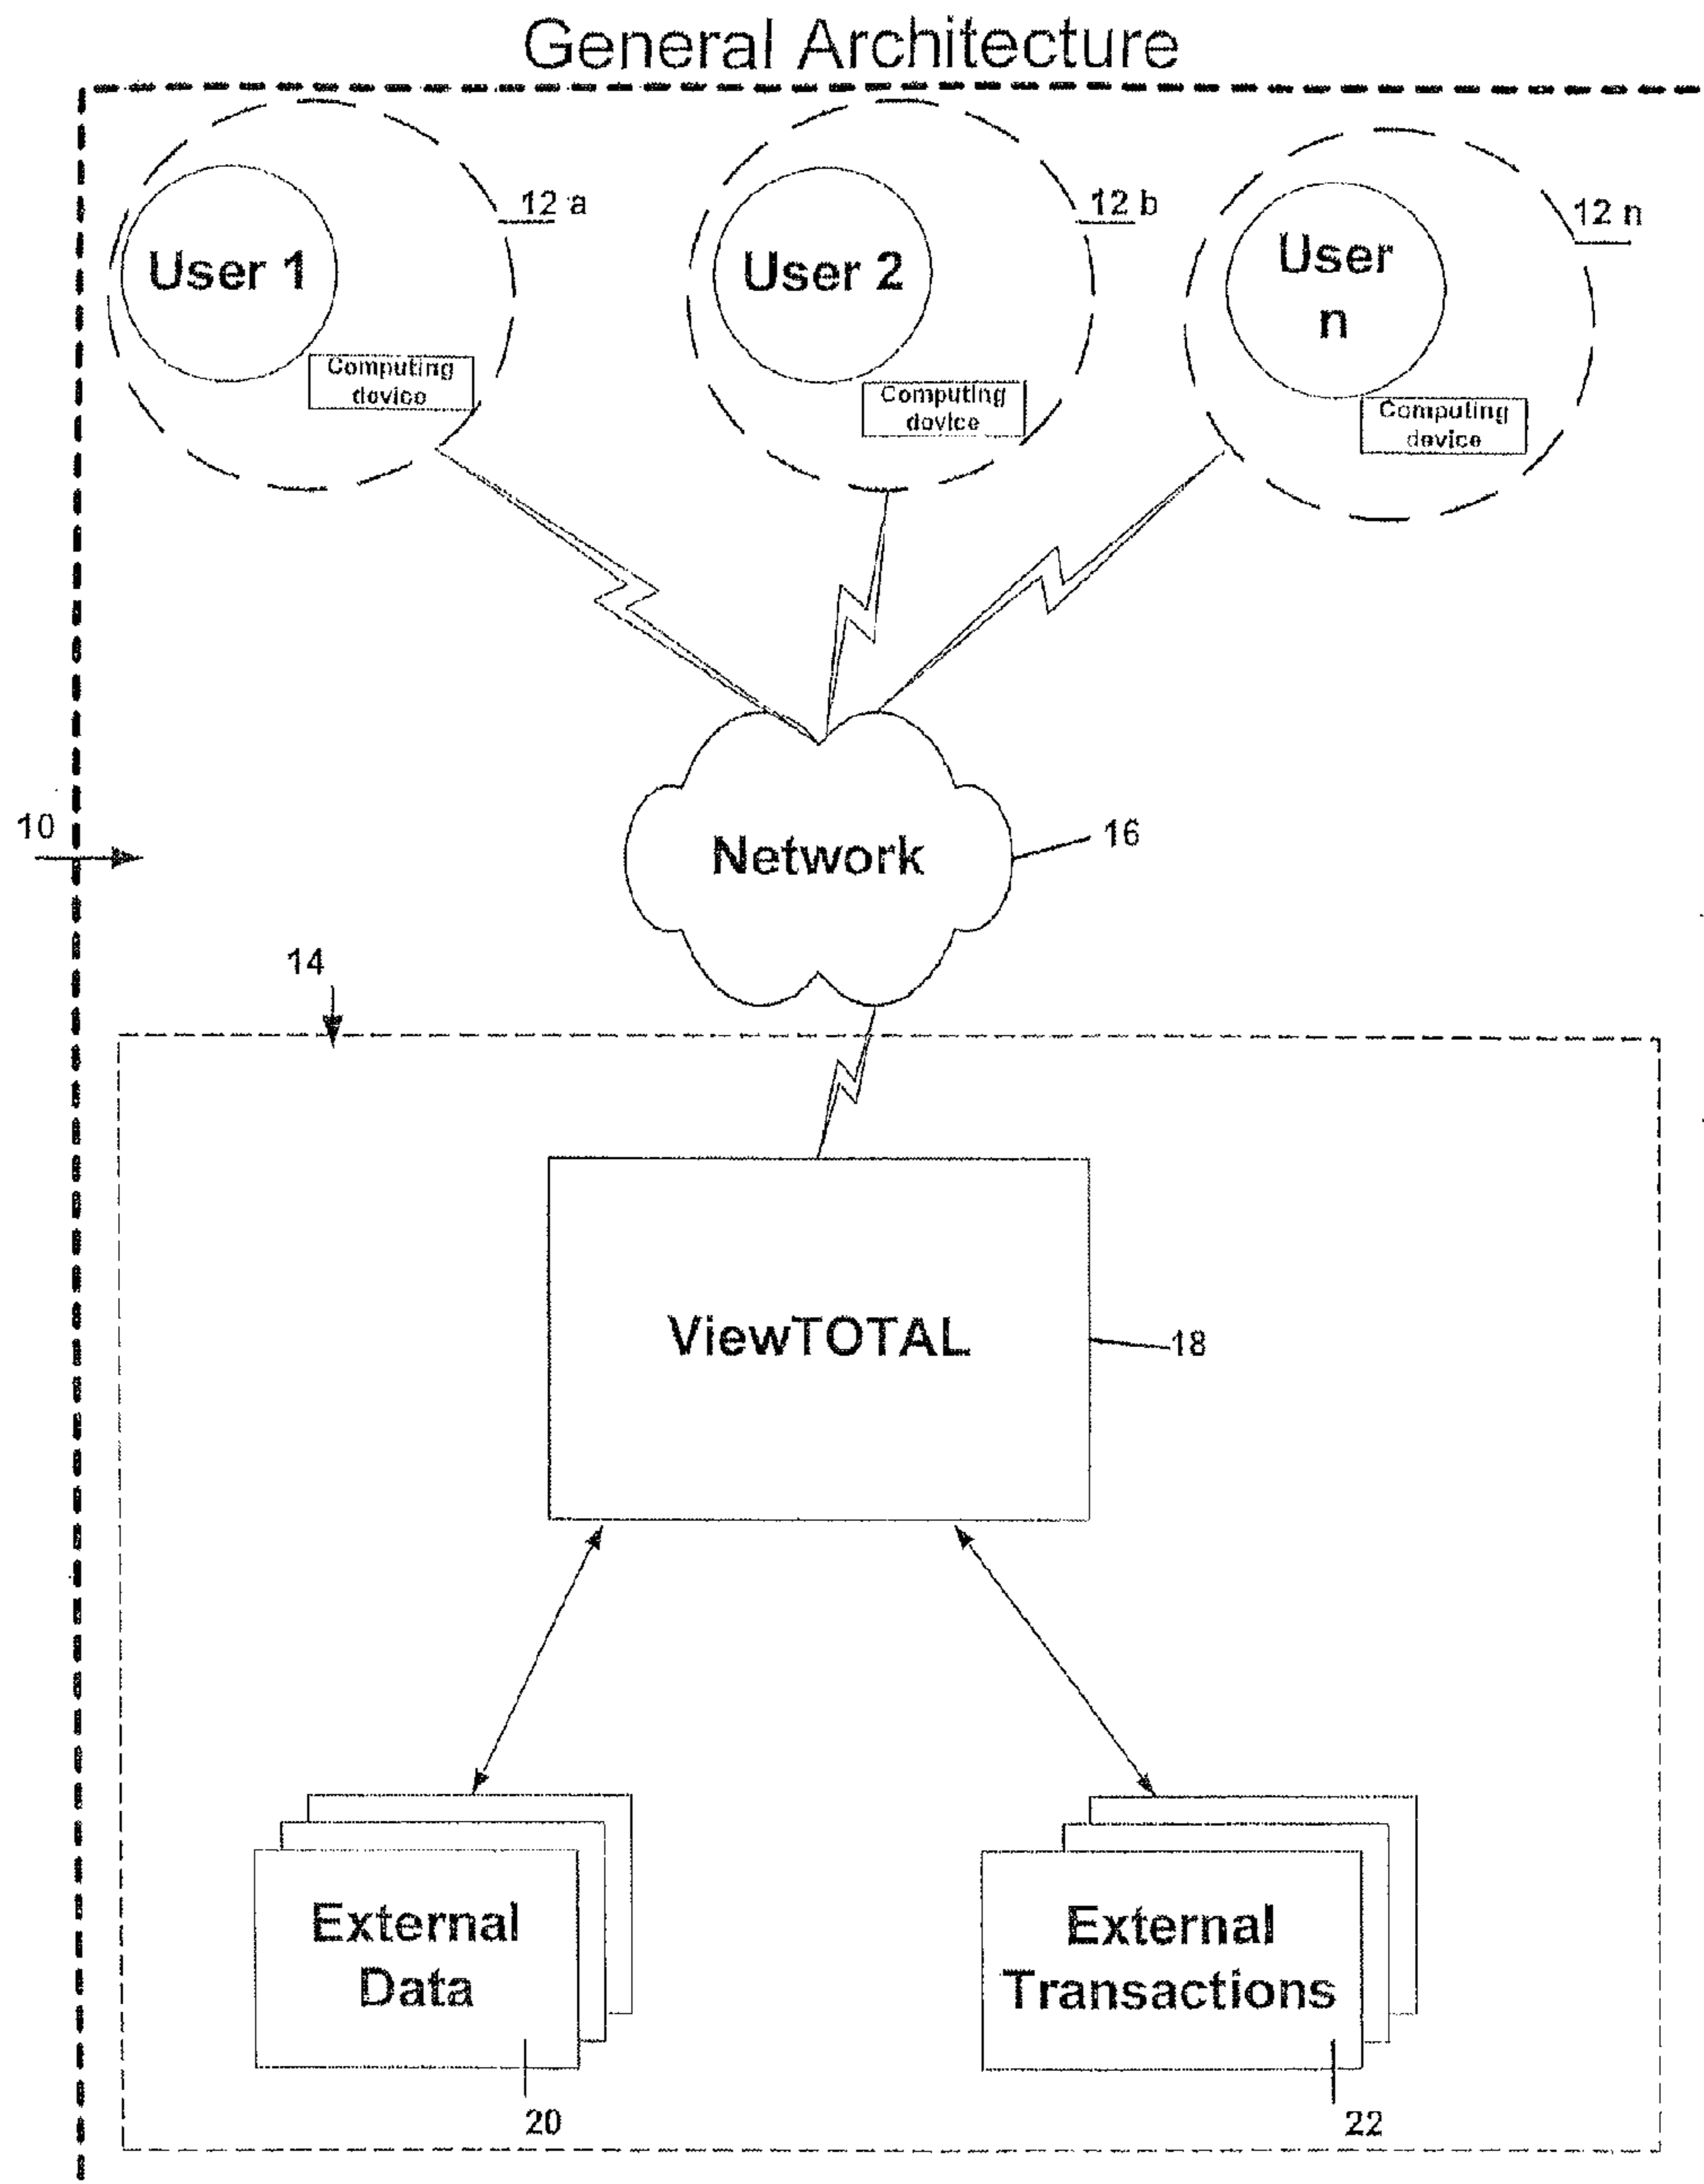 General Architecture
12 a
12 b
12 n
User 1
User 2
User
n
Computing
device
Computing
device
Computing
device
10
Network
16
14
ViewTOTAL
18
External
Data
External
Transactions
20
22